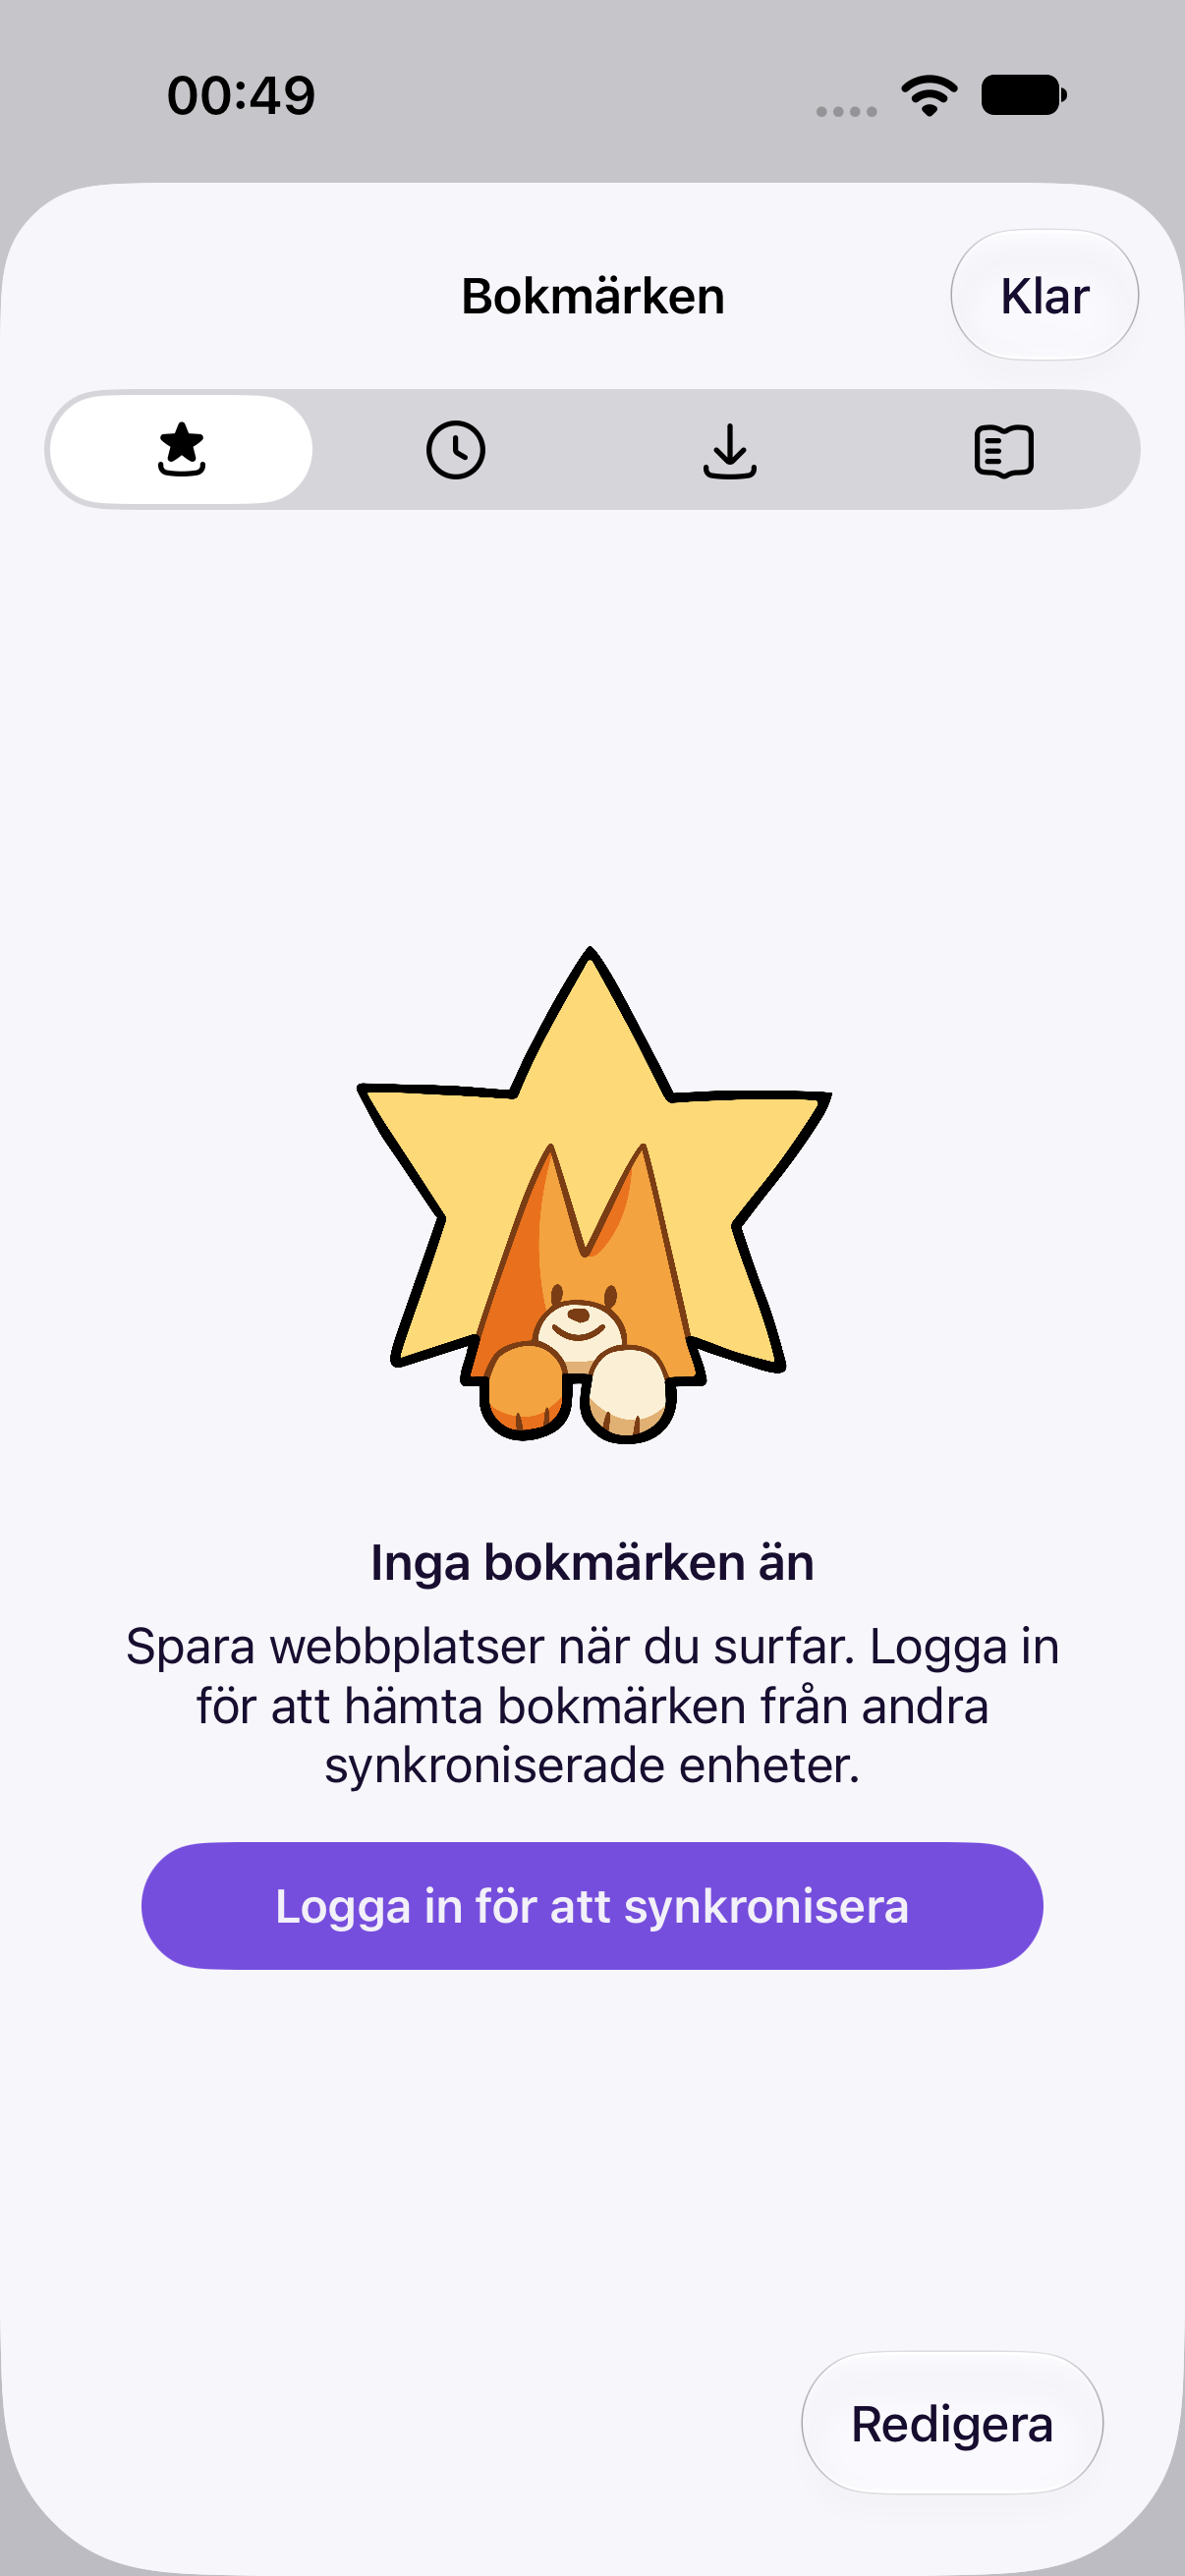 00:49
Bokmärken
Klar
Inga bokmärken än
Spara webbplatser när du surfar. Logga in
för att hämta bokmärken från andra
synkroniserade enheter.
Logga in för att synkronisera
Redigera